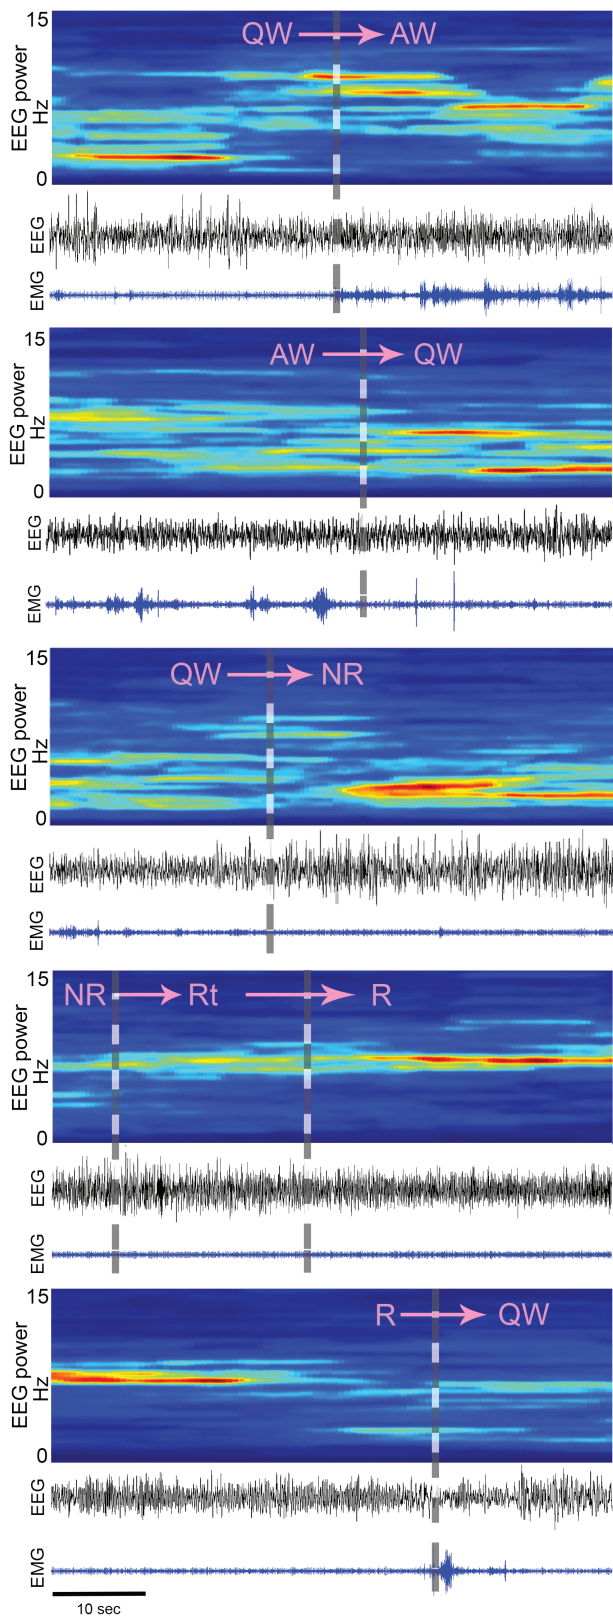 15
QW → AW
EEG power
Hz
0
EEG
EMG
15
AW → QW
EEG power
Hz
0
EEG
EMG
15
QW → NR
EEG power
Hz
0
EEG
EMG
15
NR → Rt → R
EEG power
Hz
0
EEG
EMG
15
R → QW
EEG power
Hz
0
EEG
EMG
10 sec